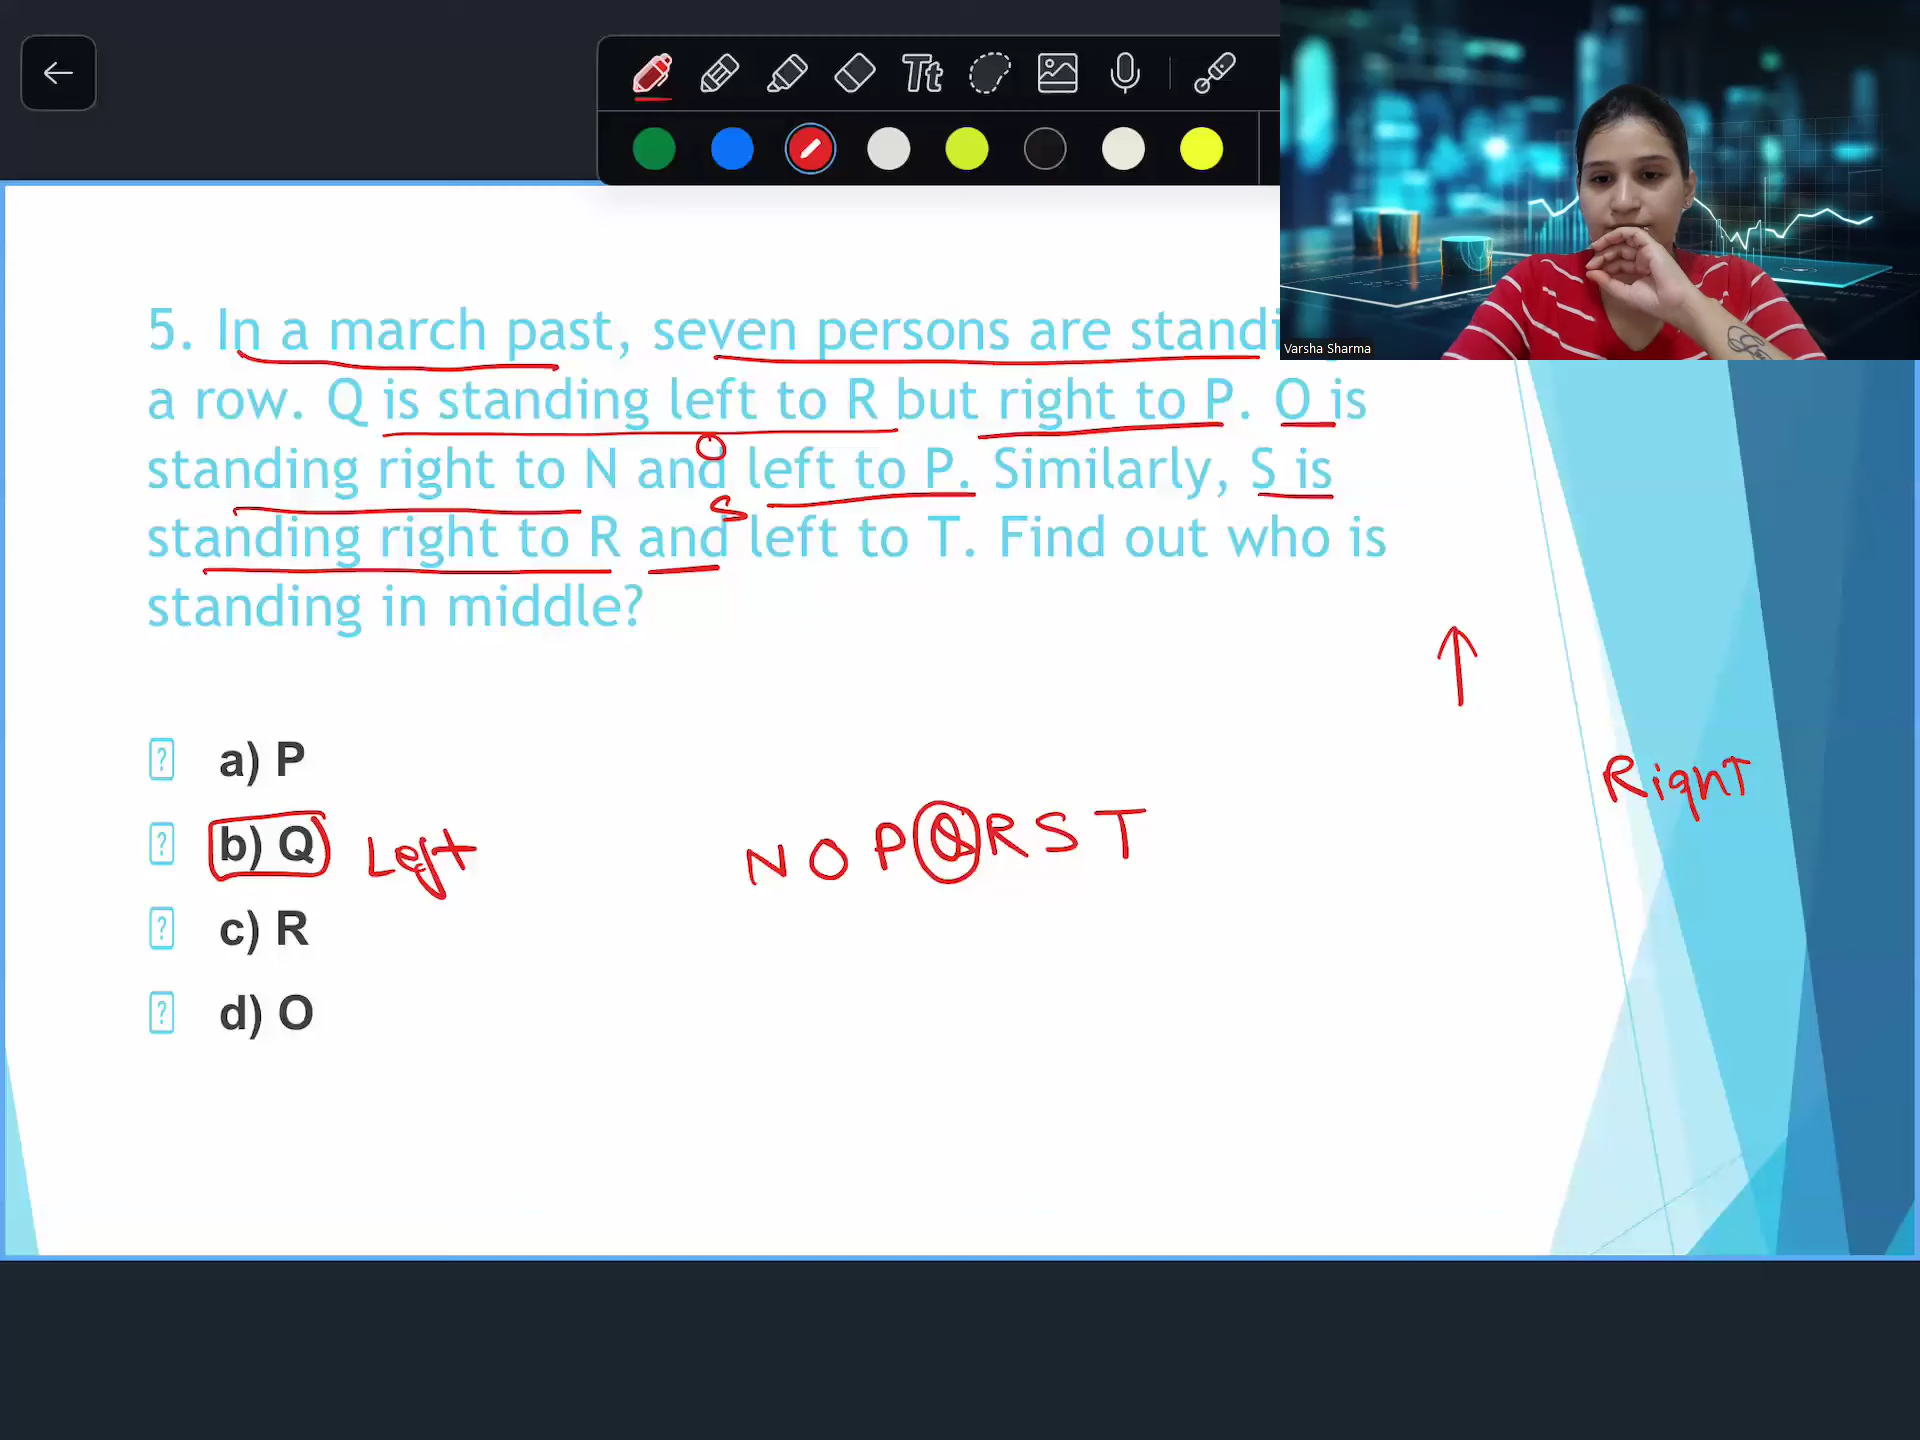 Tt
Varsha Sharma
5. In a march past, seven persons are standi
a row. Q is standing left to R but right to P. O is
O
standing right to N and left to P. Similarly, S is
S
standing right to R and left to T. Find out who is
standing in middle?
Right
a) P
b) Q Left N O P Q R S T
c) R
d) O